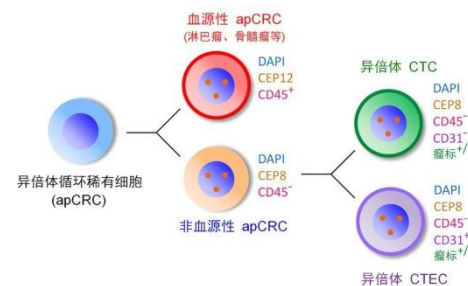 血源性 apCRC
(淋巴瘤、骨髓瘤等)
DAPI
CEP12
CD45⁺
异倍体循环稀有细胞
(apCRC)
DAPI
CEP8
CD45⁻
非血源性 apCRC
异倍体 CTC
DAPI
CEP8
CD45⁻
CD31⁻
瘤标⁺/⁻
DAPI
CEP8
CD45⁻
CD31⁺
瘤标⁺/⁻
异倍体 CTEC